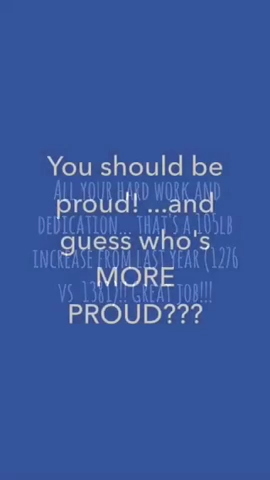 You should be
proud! ...and
guess who's
MORE
PROUD???
ALL YOUR HARD WORK AND
DEDICATION... THAT'S A 105LB
INCREASE FROM LAST YEAR (1276
VS 1381)!! GREAT JOB!!!